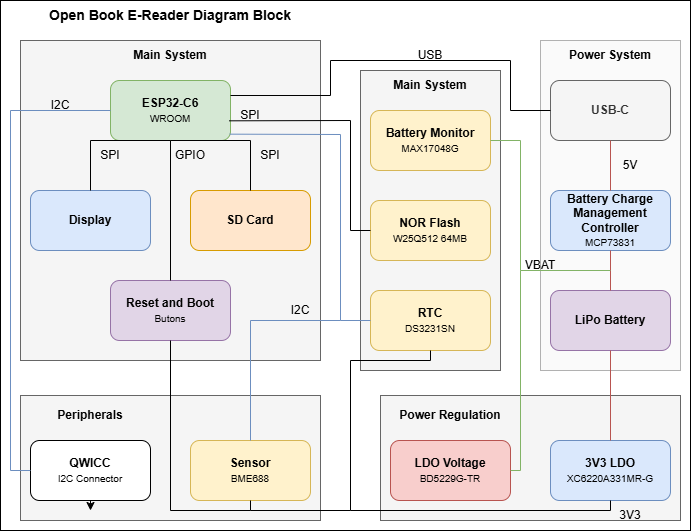 Open Book E-Reader Diagram Block
Main System
Power System
USB
Main System
I2C
ESP32-C6
WROOM
SPI
USB-C
Battery Monitor
MAX17048G
SPI
GPIO
SPI
5V
Display
SD Card
NOR Flash
W25Q512 64MB
Battery Charge
Management
Controller
MCP73831
VBAT
Reset and Boot
Butons
I2C
RTC
DS3231SN
LiPo Battery
Peripherals
Power Regulation
QWICC
I2C Connector
Sensor
BME688
LDO Voltage
BD5229G-TR
3V3 LDO
XC6220A331MR-G
3V3